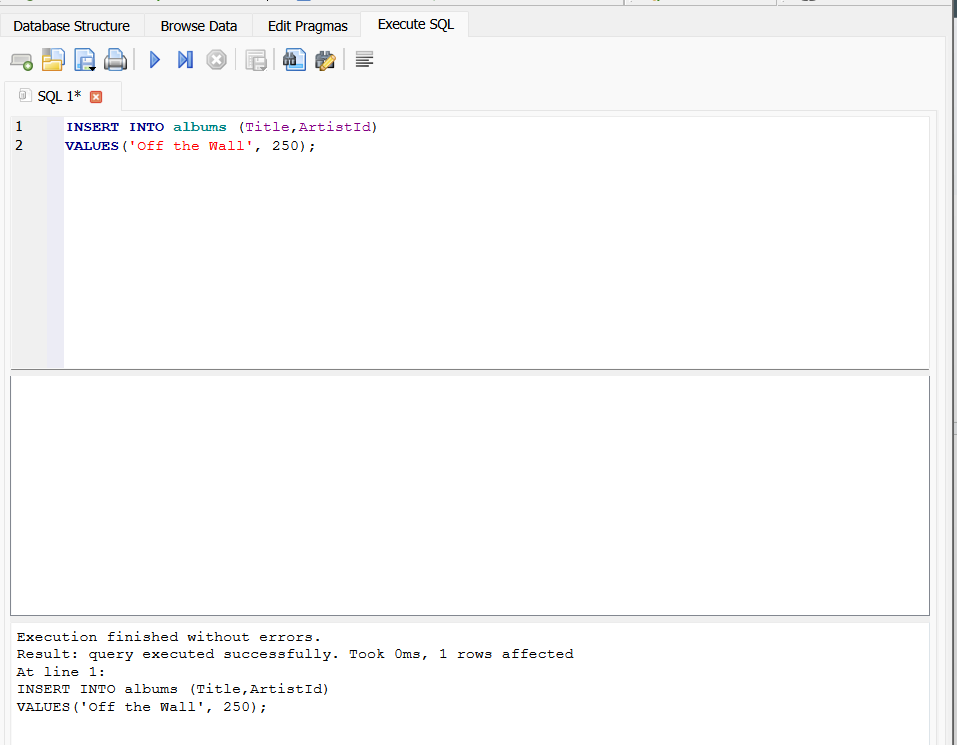 Database Structure Browse Data Edit Pragmas Execute SQL
SQL 1*
1 INSERT INTO albums (Title,ArtistId)
2 VALUES('Off the Wall', 250);
Execution finished without errors.
Result: query executed successfully. Took 0ms, 1 rows affected
At line 1:
INSERT INTO albums (Title,ArtistId)
VALUES('Off the Wall', 250);